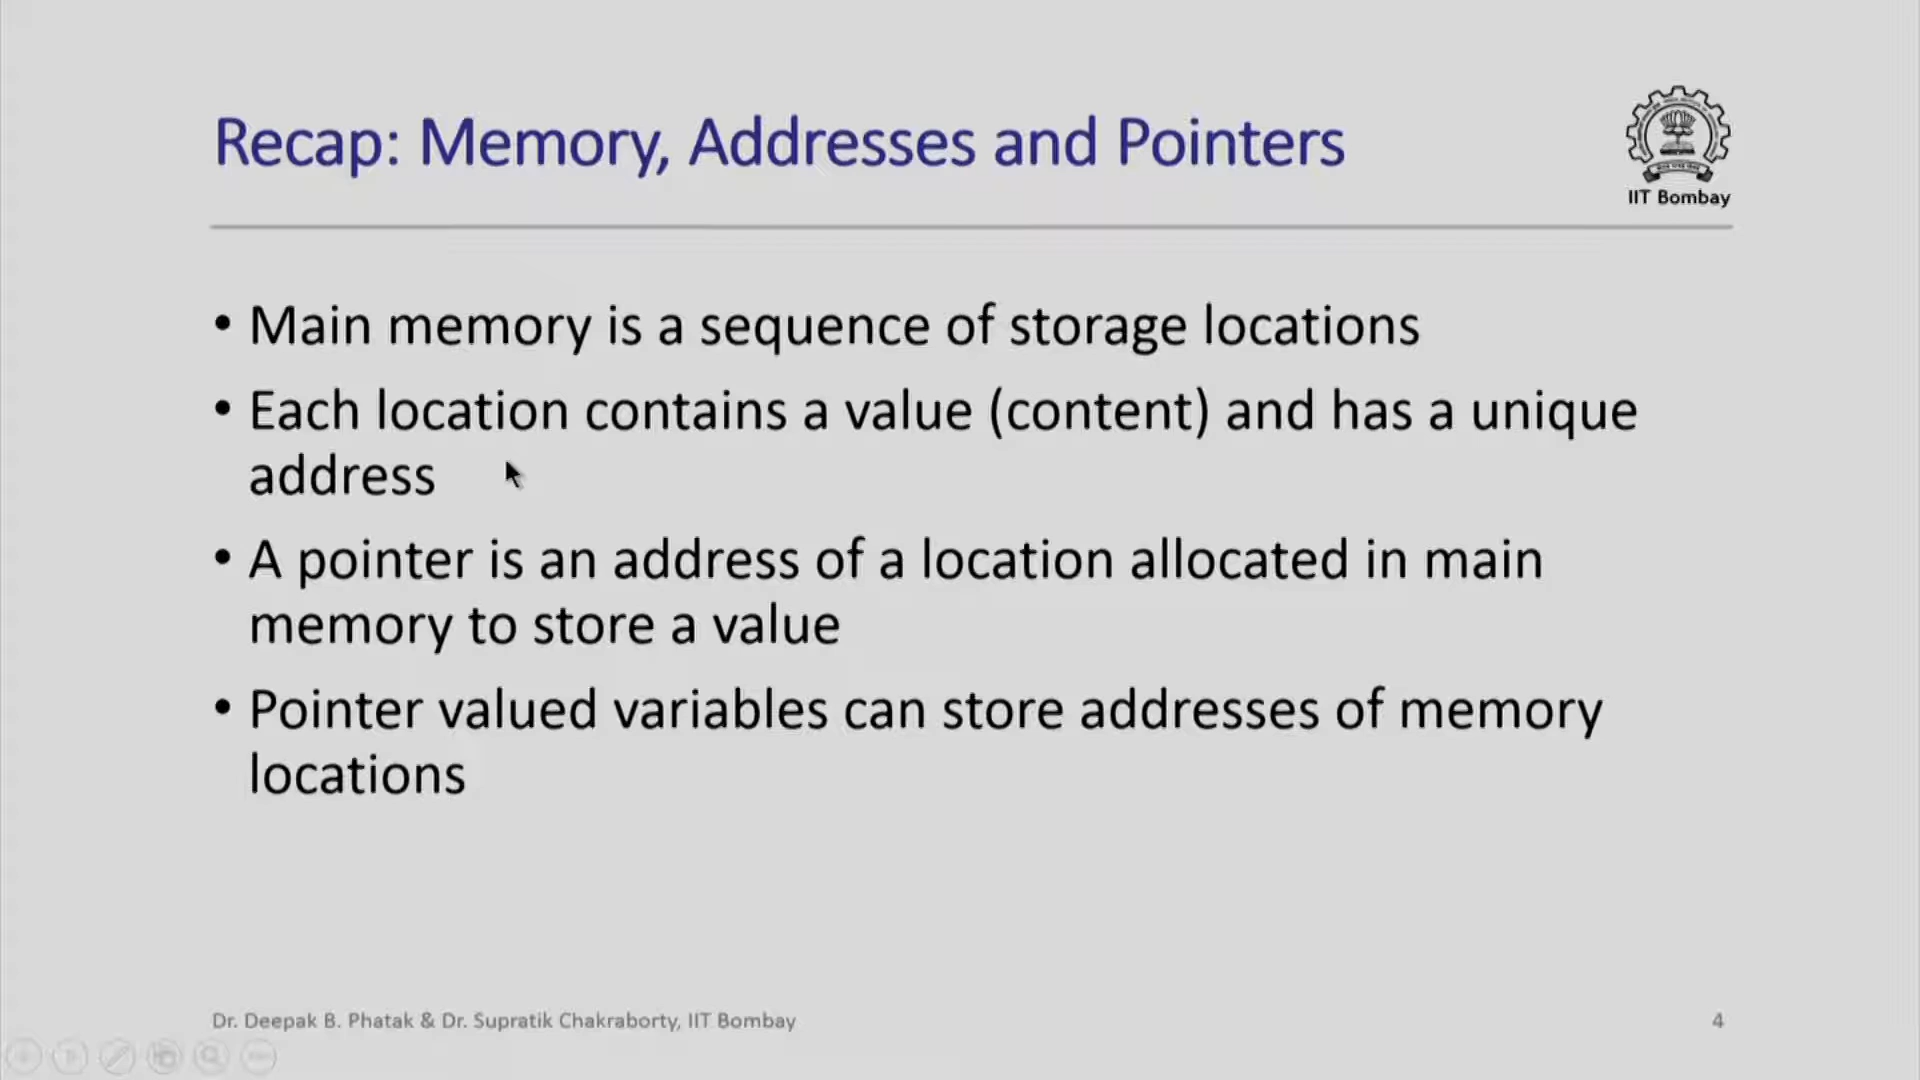 Recap: Memory, Addresses and Pointers
IIT Bombay
• Main memory is a sequence of storage locations
• Each location contains a value (content) and has a unique
address
• A pointer is an address of a location allocated in main
memory to store a value
• Pointer valued variables can store addresses of memory
locations
Dr. Deepak B. Phatak & Dr. Supratik Chakraborty, IIT Bombay
4